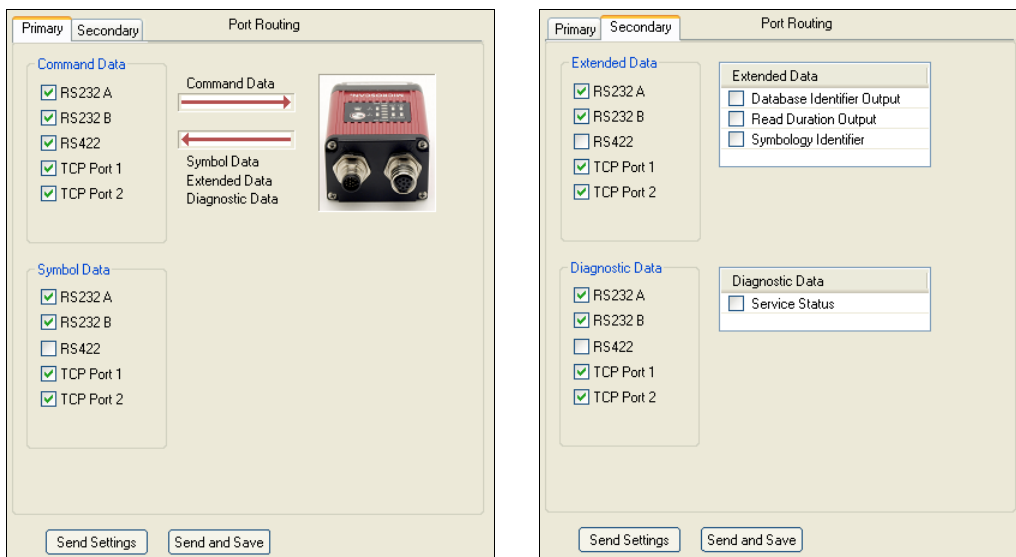 Primary Secondary Port Routing
Command Data
RS232 A
RS232 B
RS422
TCP Port 1
TCP Port 2
Command Data
Symbol Data
Extended Data
Diagnostic Data
MICROSCAN
Symbol Data
RS232 A
RS232 B
RS422
TCP Port 1
TCP Port 2
Send Settings Send and Save
Primary Secondary Port Routing
Extended Data
RS232 A
RS232 B
RS422
TCP Port 1
TCP Port 2
Extended Data
Database Identifier Output
Read Duration Output
Symbology Identifier
Diagnostic Data
RS232 A
RS232 B
RS422
TCP Port 1
TCP Port 2
Diagnostic Data
Service Status
Send Settings Send and Save